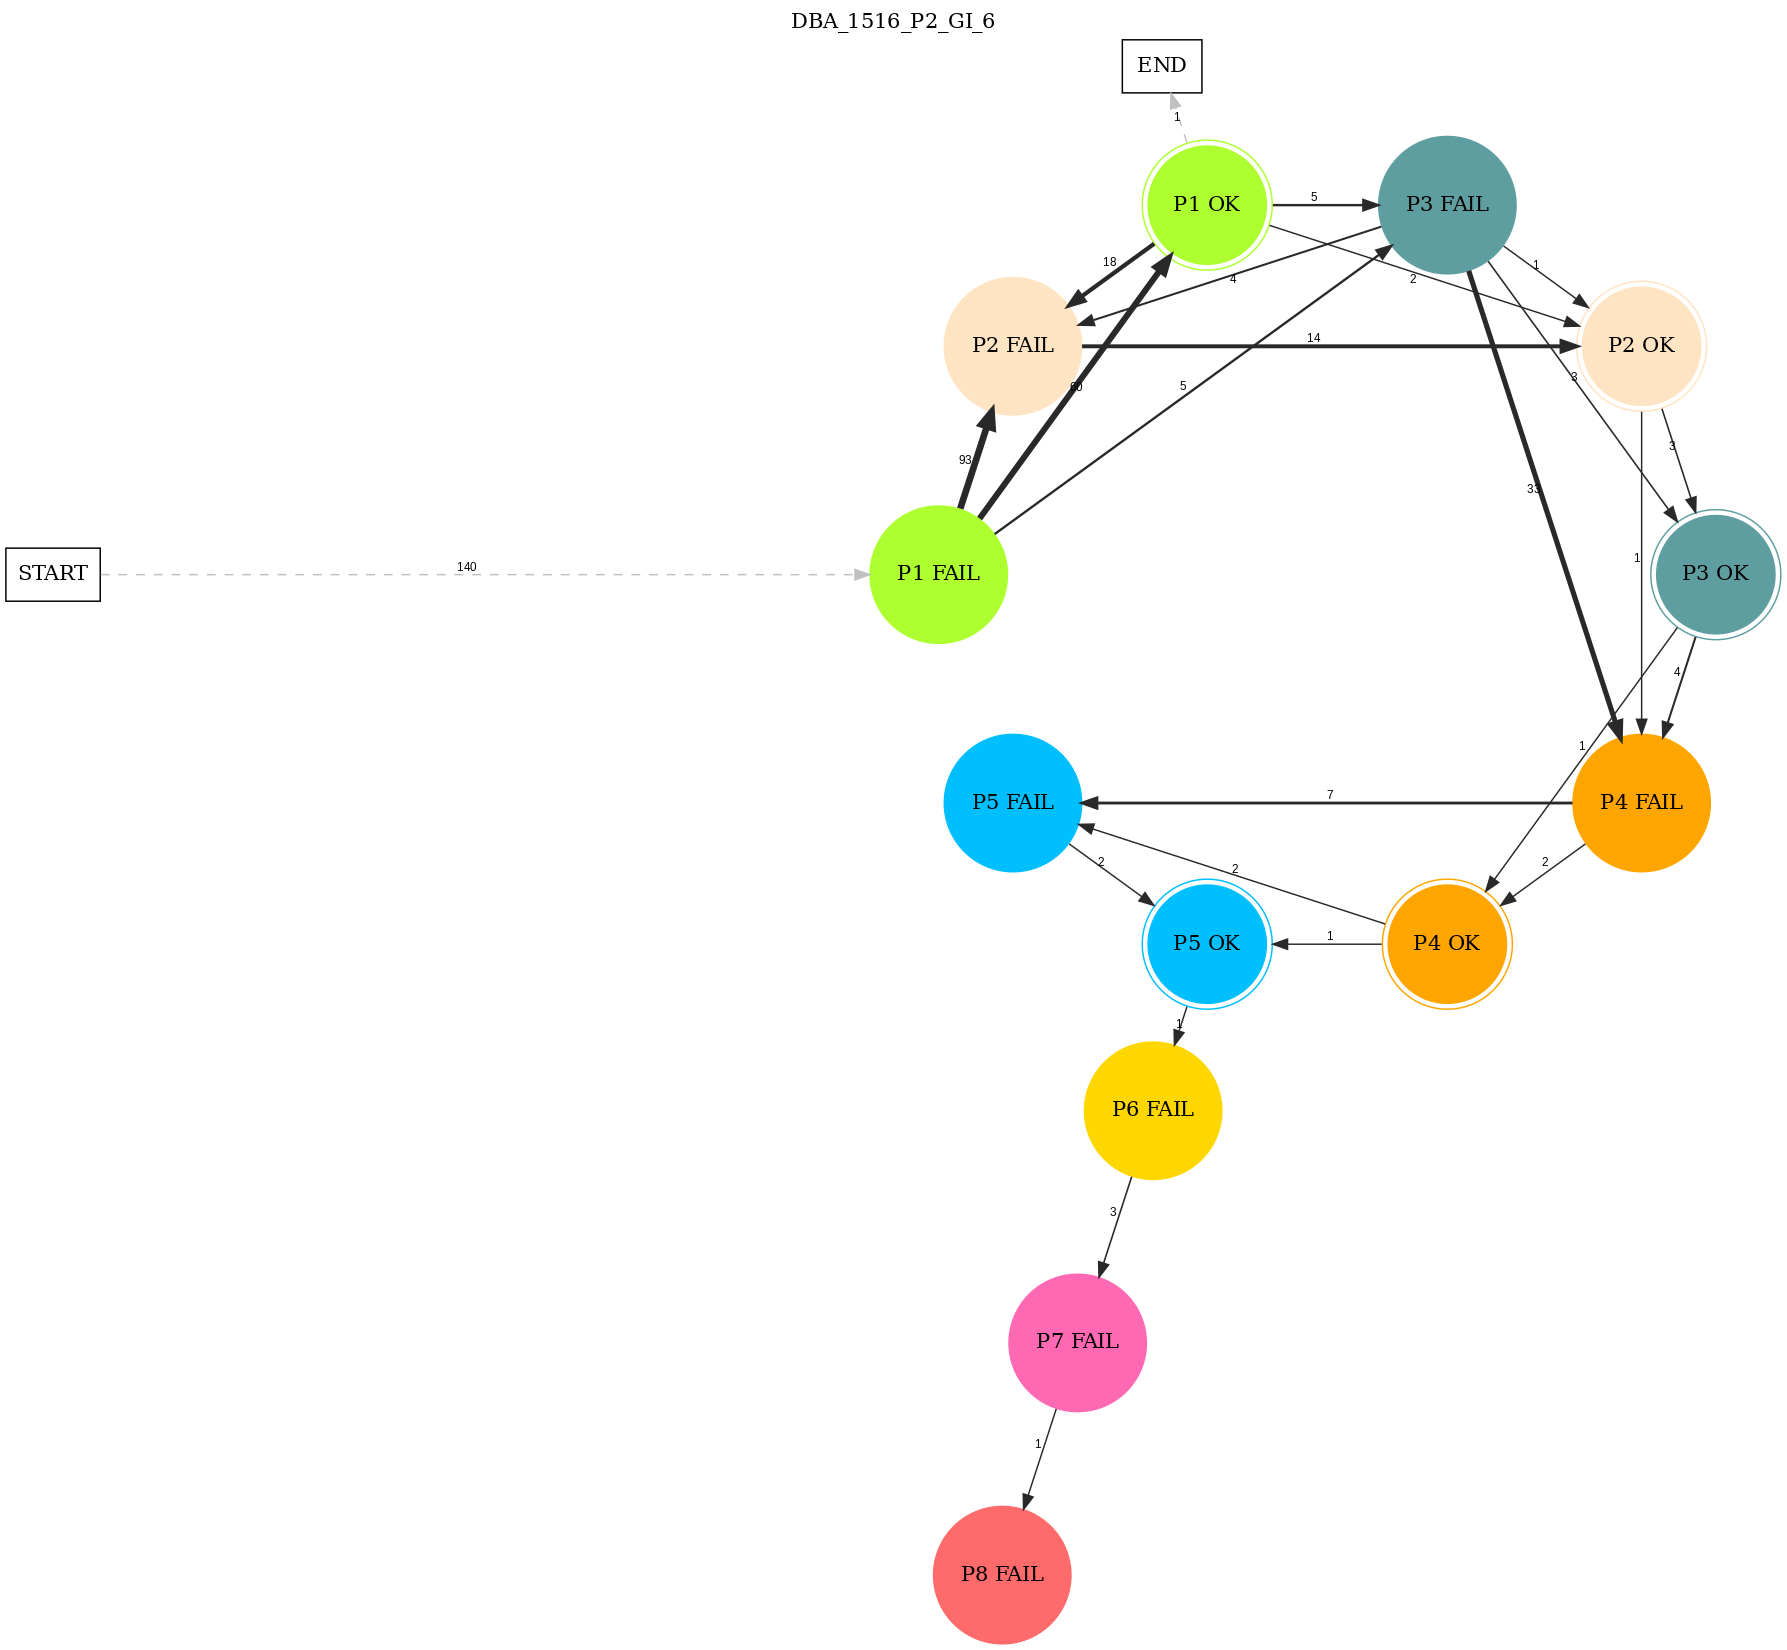 DBA_1516_P2_GI_6
END
1
P1 OK
5
P3 FAIL
18
4
2
1
P2 FAIL
14
P2 OK
60
5
3
93
3
33
START
140
P1 FAIL
1
P3 OK
4
1
P5 FAIL
7
P4 FAIL
2
2
2
P5 OK
1
P4 OK
1
P6 FAIL
3
P7 FAIL
1
P8 FAIL